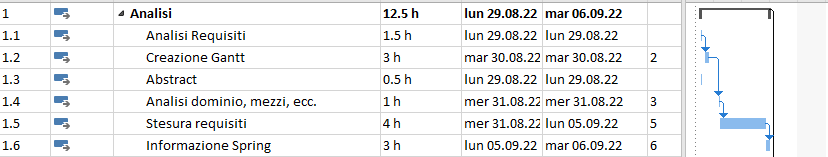 1 Analisi 12.5 h lun 29.08.22 mar 06.09.22
1.1 Analisi Requisiti 1.5 h lun 29.08.22 lun 29.08.22
1.2 Creazione Gantt 3 h mar 30.08.22 mar 30.08.22 2
1.3 Abstract 0.5 h lun 29.08.22 lun 29.08.22
1.4 Analisi dominio, mezzi, ecc. 1 h mer 31.08.22 mer 31.08.22 3
1.5 Stesura requisiti 4 h mer 31.08.22 lun 05.09.22 5
1.6 Informazione Spring 3 h lun 05.09.22 mar 06.09.22 6